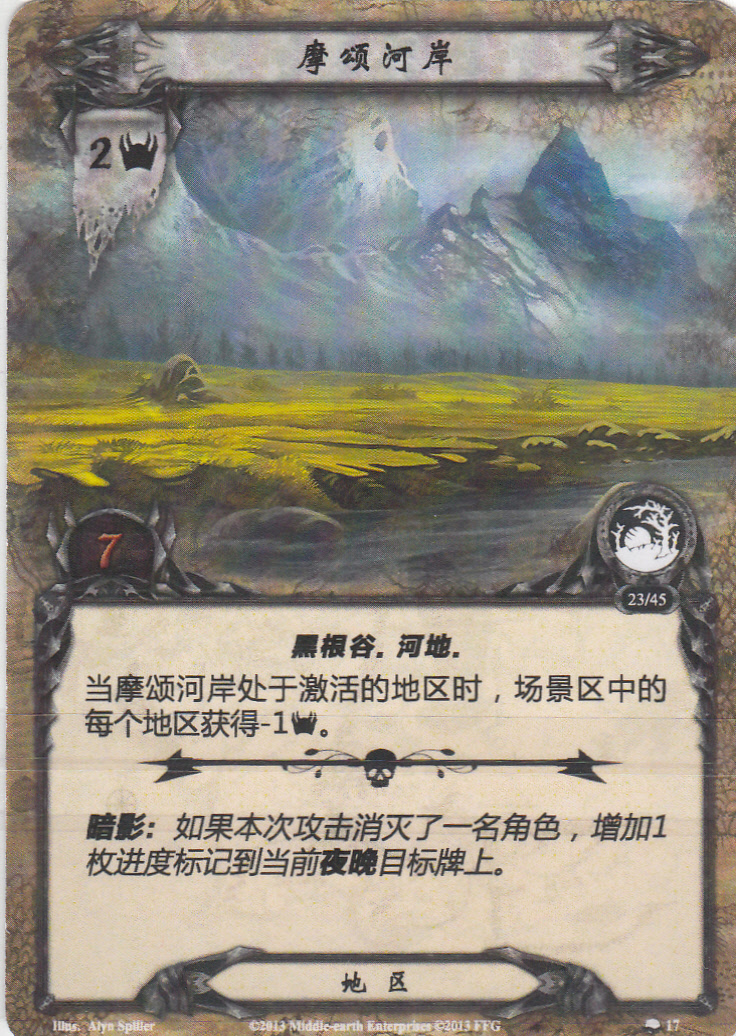 摩颂河岸
2
7
23/45
黑根谷. 河地.
当摩颂河岸处于激活的地区时，场景区中的
每个地区获得-1。
暗影：如果本次攻击消灭了一名角色，增加1
枚进度标记到当前夜晚目标牌上。
地区
Illus. Alyn Spiller
©2013 Middle-earth Enterprises ©2013 FFG
17